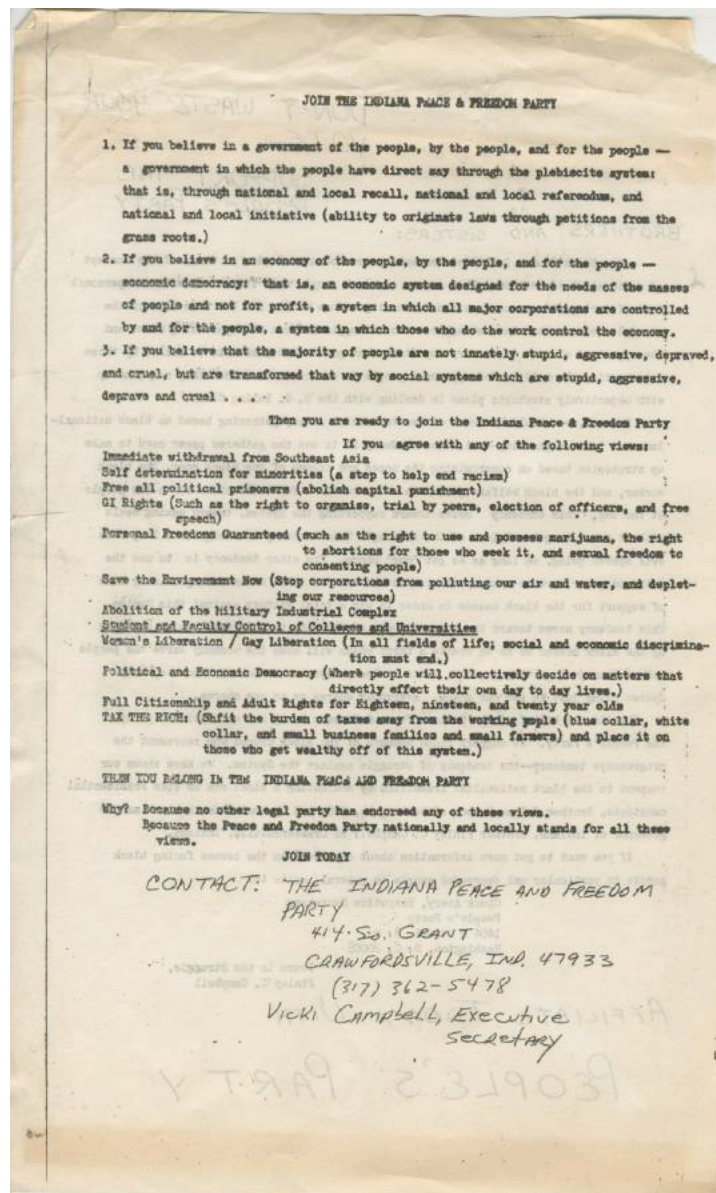 JOIN THE INDIANA PEACE & FREEDOM PARTY
1. If you believe in a government of the people, by the people, and for the people —
a government in which the people have direct say through the plebiscite system:
that is, through national and local recall, national and local referendum, and
national and local initiative (ability to originate laws through petitions from the
grass roots.)
2. If you believe in an economy of the people, by the people, and for the people —
economic democracy: that is, an economic system designed for the needs of the masses
of people and not for profit, a system in which all major corporations are controlled
by and for the people, a system in which those who do the work control the economy.
3. If you believe that the majority of people are not innately stupid, aggressive, depraved,
and cruel, but are transformed that way by social systems which are stupid, aggressive,
deprave and cruel . . . .
Then you are ready to join the Indiana Peace & Freedom Party
If you agree with any of the following views:
Immediate withdrawal from Southeast Asia
Self determination for minorities (a step to help end racism)
Free all political prisoners (abolish capital punishment)
GI Rights (Such as the right to organize, trial by peers, election of officers, and free
speech)
Personal Freedoms Guaranteed (such as the right to use and possess marijuana, the right
to abortions for those who seek it, and sexual freedom to
consenting people)
Save the Environment Now (Stop corporations from polluting our air and water, and deplet-
ing our resources)
Abolition of the Military Industrial Complex
Student and Faculty Control of Colleges and Universities
Women's Liberation / Gay Liberation (In all fields of life; social and economic discrimina-
tion must end.)
Political and Economic Democracy (Where people will collectively decide on matters that
directly effect their own day to day lives.)
Full Citizenship and Adult Rights for Eighteen, nineteen, and twenty year olds
TAX THE RICH: (Shfit the burden of taxes away from the working pople (blue collar, white
collar, and small business families and small farmers) and place it on
those who get wealthy off of this system.)
THEN YOU BELONG IN THE INDIANA PEACE AND FREEDOM PARTY
Why? Because no other legal party has endorsed any of these views.
Because the Peace and Freedom Party nationally and locally stands for all these
views.
JOIN TODAY
CONTACT: THE INDIANA PEACE AND FREEDOM
PARTY
414 So. GRANT
CRAWFORDSVILLE, IND. 47933
(317) 362-5478
Vicki Campbell, Executive
Secretary